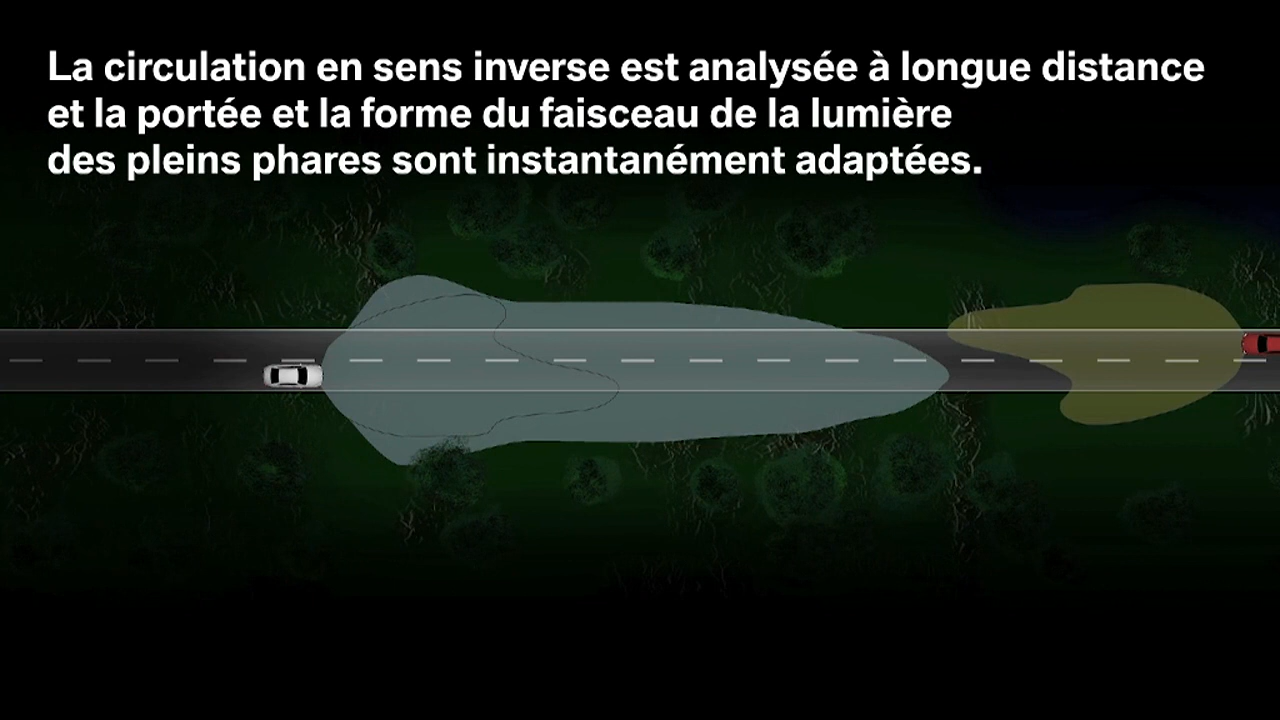 La circulation en sens inverse est analysée à longue distance
et la portée et la forme du faisceau de la lumière
des pleins phares sont instantanément adaptées.